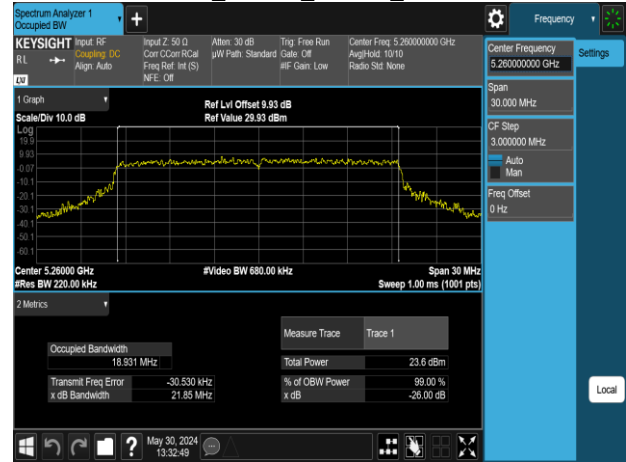 Spectrum Analyzer 1
Occupied BW
Frequency
KEYSIGHT
RL
LXI
Input: RF
Coupling: DC
Align: Auto
Input Z: 50 Ω
Corr CCorr RCal
Freq Ref: Int (S)
NFE: Off
Atten: 30 dB
µW Path: Standard
Trig: Free Run
Gate: Off
#IF Gain: Low
Center Freq: 5.260000000 GHz
Avg|Hold: 10/10
Radio Std: None
Center Frequency
5.260000000 GHz
Settings
Span
30.000 MHz
CF Step
3.000000 MHz
Auto
Man
Freq Offset
0 Hz
1 Graph
Scale/Div 10.0 dB
Ref Lvl Offset 9.93 dB
Ref Value 29.93 dBm
Log
19.9
9.93
-0.07
-10.1
-20.1
-30.1
-40.1
-50.1
-60.1
Center 5.26000 GHz
#Video BW 680.00 kHz
Span 30 MHz
#Res BW 220.00 kHz
Sweep 1.00 ms (1001 pts)
2 Metrics
Measure Trace Trace 1
Occupied Bandwidth
18.931 MHz
Total Power 23.6 dBm
Transmit Freq Error -30.530 kHz
% of OBW Power 99.00 %
x dB Bandwidth 21.85 MHz
x dB -26.00 dB
Local
May 30, 2024
13:32:49